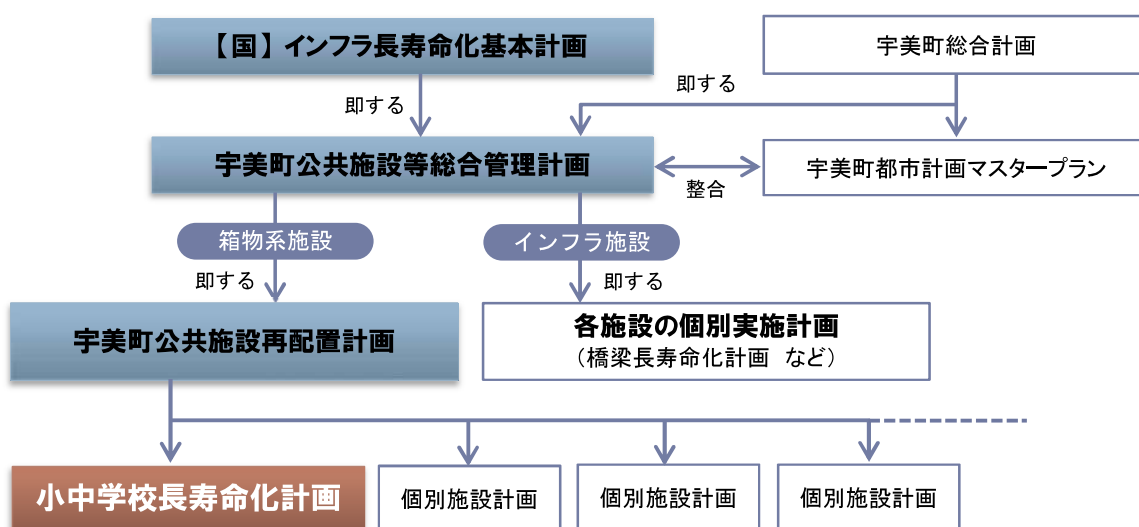 【国】インフラ長寿命化基本計画
宇美町総合計画
即する
即する
宇美町公共施設等総合管理計画
整合
宇美町都市計画マスタープラン
箱物系施設
インフラ施設
即する
即する
宇美町公共施設再配置計画
各施設の個別実施計画
（橋梁長寿命化計画　など）
小中学校長寿命化計画
個別施設計画
個別施設計画
個別施設計画